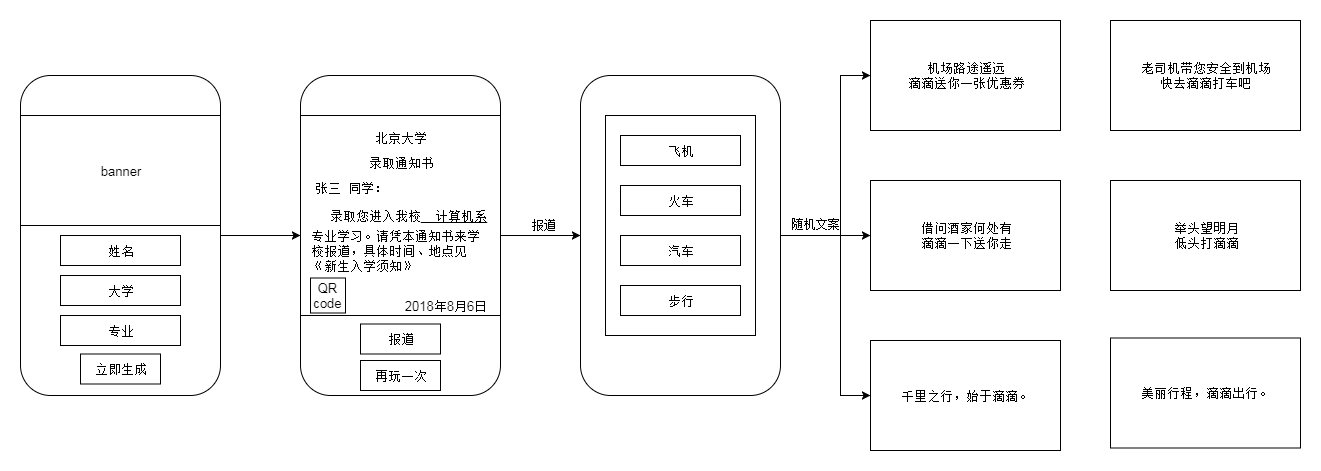 banner
姓名
大学
专业
立即生成
北京大学
录取通知书
张三 同学：
录取您进入我校__计算机系
专业学习。请凭本通知书来学
校报道，具体时间、地点见
《新生入学须知》
QR
code
2018年8月6日
报道
再玩一次
报道
飞机
火车
汽车
步行
随机文案
机场路途遥远
滴滴送你一张优惠券
老司机带您安全到机场
快去滴滴打车吧
借问酒家何处有
滴滴一下送你走
举头望明月
低头打滴滴
千里之行，始于滴滴。
美丽行程，滴滴出行。